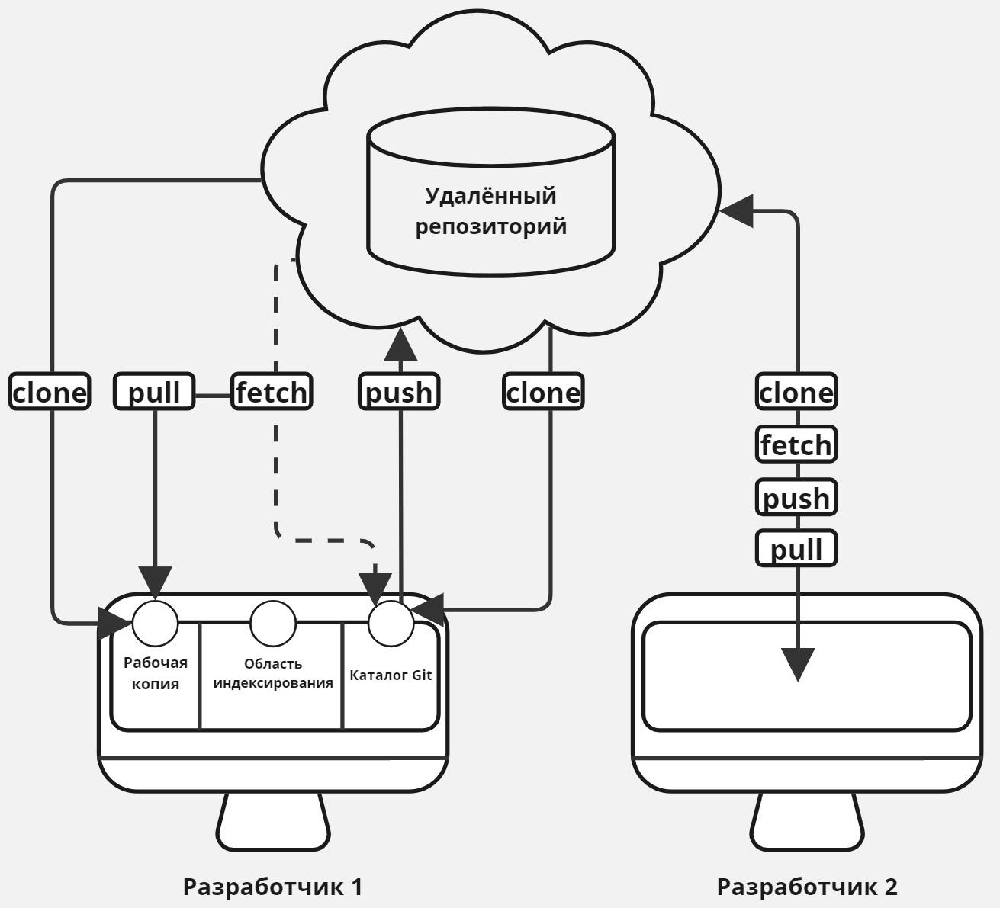 Удалённый
репозиторий
clone
pull
fetch
push
clone
clone
fetch
push
pull
Рабочая
копия
Область
индексирования
Каталог Git
Разработчик 1
Разработчик 2